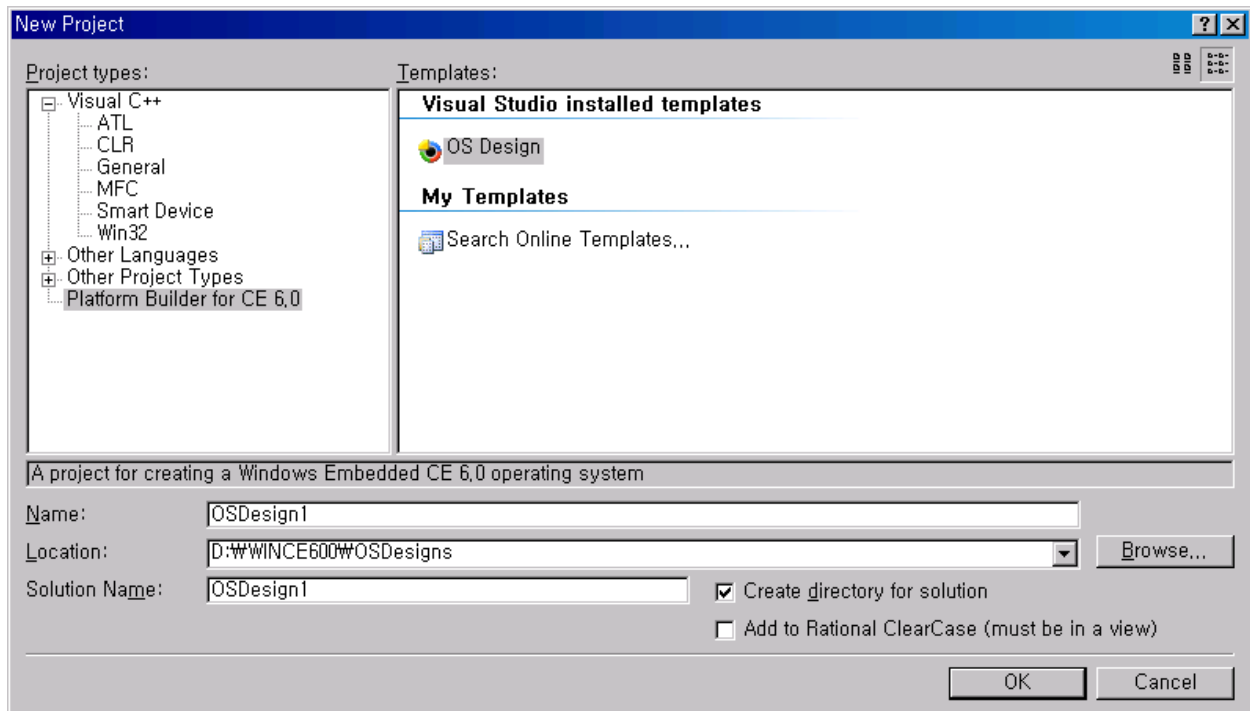 New Project
Project types:
Templates:
Visual C++
ATL
CLR
General
MFC
Smart Device
Win32
Other Languages
Other Project Types
Platform Builder for CE 6,0
Visual Studio installed templates
OS Design
My Templates
Search Online Templates,,,
A project for creating a Windows Embedded CE 6,0 operating system
Name:
OSDesign1
Location:
D:₩WINCE600₩OSDesigns
Browse,,,
Solution Name:
OSDesign1
Create directory for solution
Add to Rational ClearCase (must be in a view)
OK
Cancel